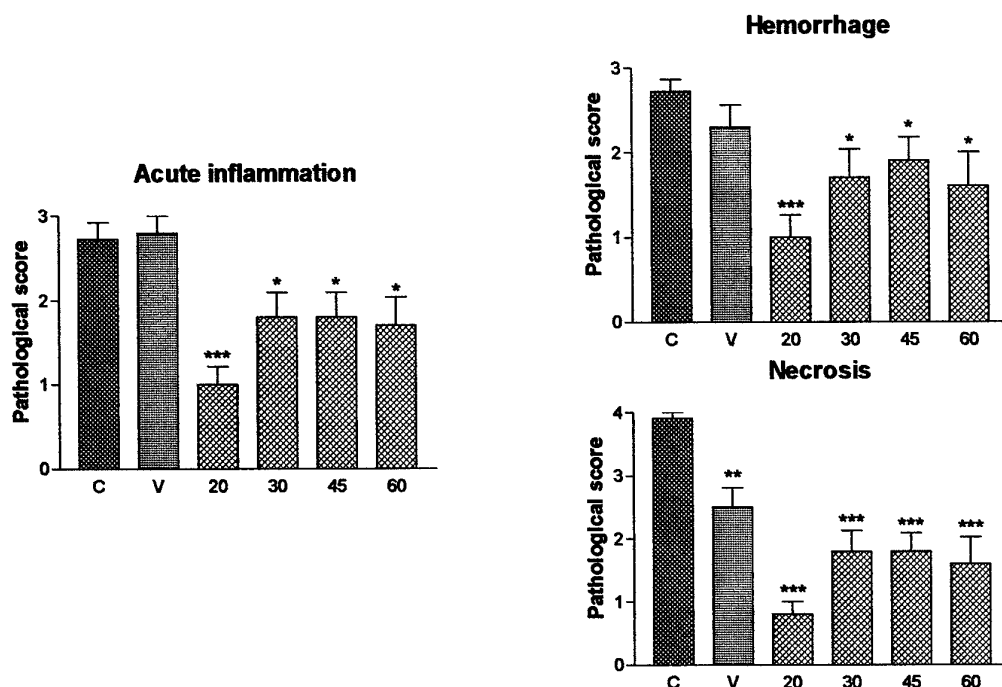 Acute inflammation
Pathological score
3
2
1
0
***
*
*
*
C V 20 30 45 60
Hemorrhage
Pathological score
3
2
1
0
***
*
*
*
C V 20 30 45 60
Necrosis
Pathological score
4
3
2
1
0
**
***
***
***
***
C V 20 30 45 60